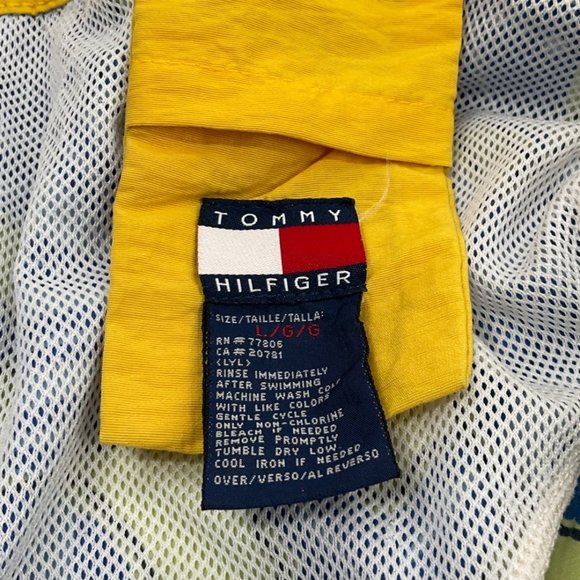 TOMMY
HILFIGER
SIZE/TAILLE/TALLA:
L/G/G
RN# 77806
CA# 20781
<LYL>
RINSE IMMEDIATELY
AFTER SWIMMING
MACHINE WASH
WITH LIKE COLORS
GENTLE CYCLE
ONLY NON-CHLORINE
BLEACH IF NEEDED
REMOVE PROMPTLY
TUMBLE DRY LOW
COOL IRON IF NEEDED
OVER/VERSO/AL REVERSO